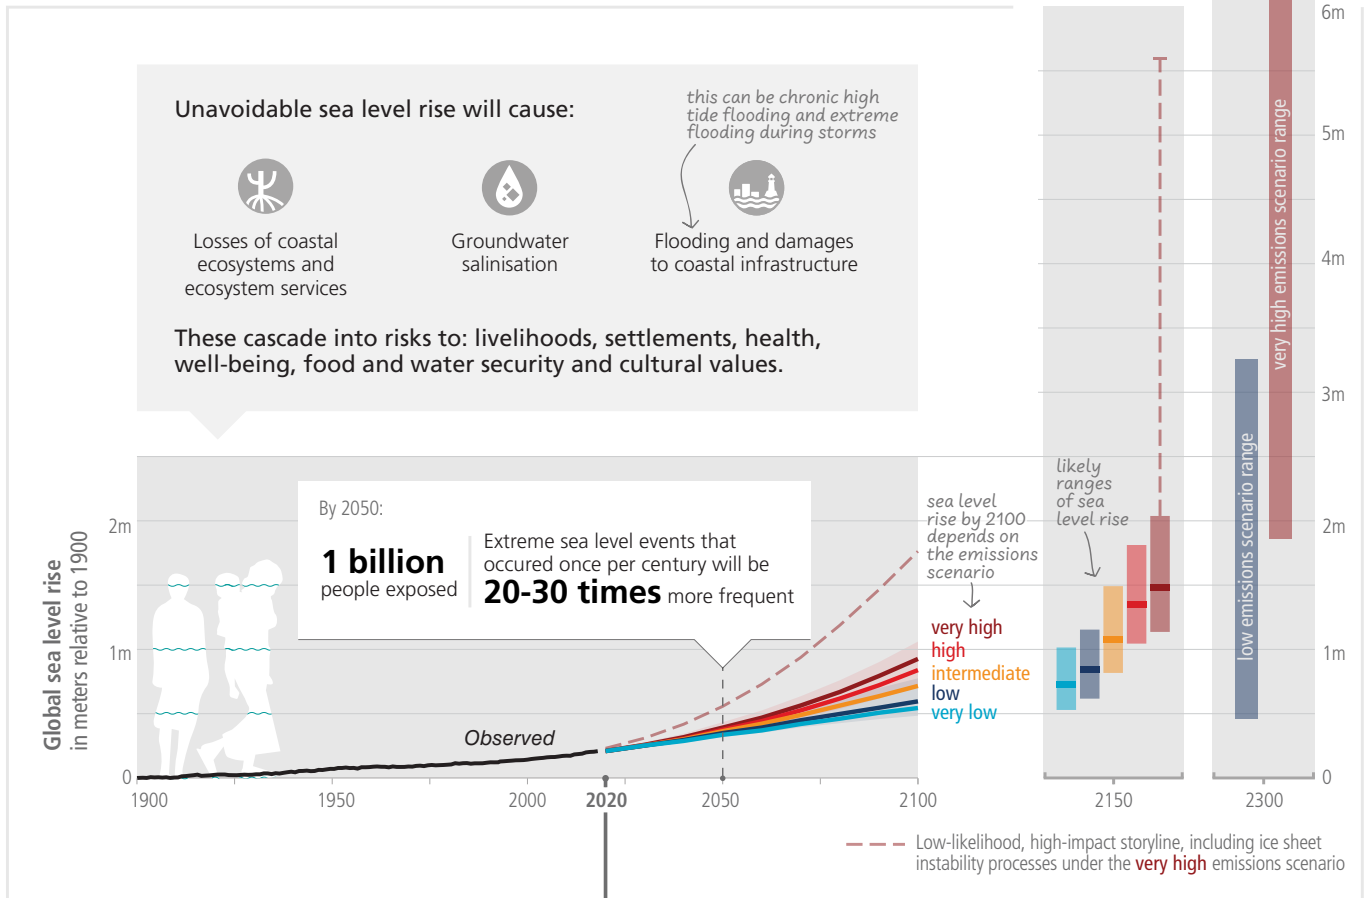 Unavoidable sea level rise will cause:
this can be chronic high
tide flooding and extreme
flooding during storms
Losses of coastal
ecosystems and
ecosystem services
Groundwater
salinisation
Flooding and damages
to coastal infrastructure
These cascade into risks to: livelihoods, settlements, health,
well-being, food and water security and cultural values.
Global sea level rise
in meters relative to 1900
2m
1m
0
By 2050:
1 billion
people exposed
Extreme sea level events that
occured once per century will be
20-30 times more frequent
Observed
sea level
rise by 2100
depends on
the emissions
scenario
very high
high
intermediate
low
very low
1900
1950
2000
2020
2050
2100
likely
ranges
of sea
level rise
2150
low emissions scenario range
very high emissions scenario range
2300
6m
5m
4m
3m
2m
1m
0
Low-likelihood, high-impact storyline, including ice sheet
instability processes under the very high emissions scenario